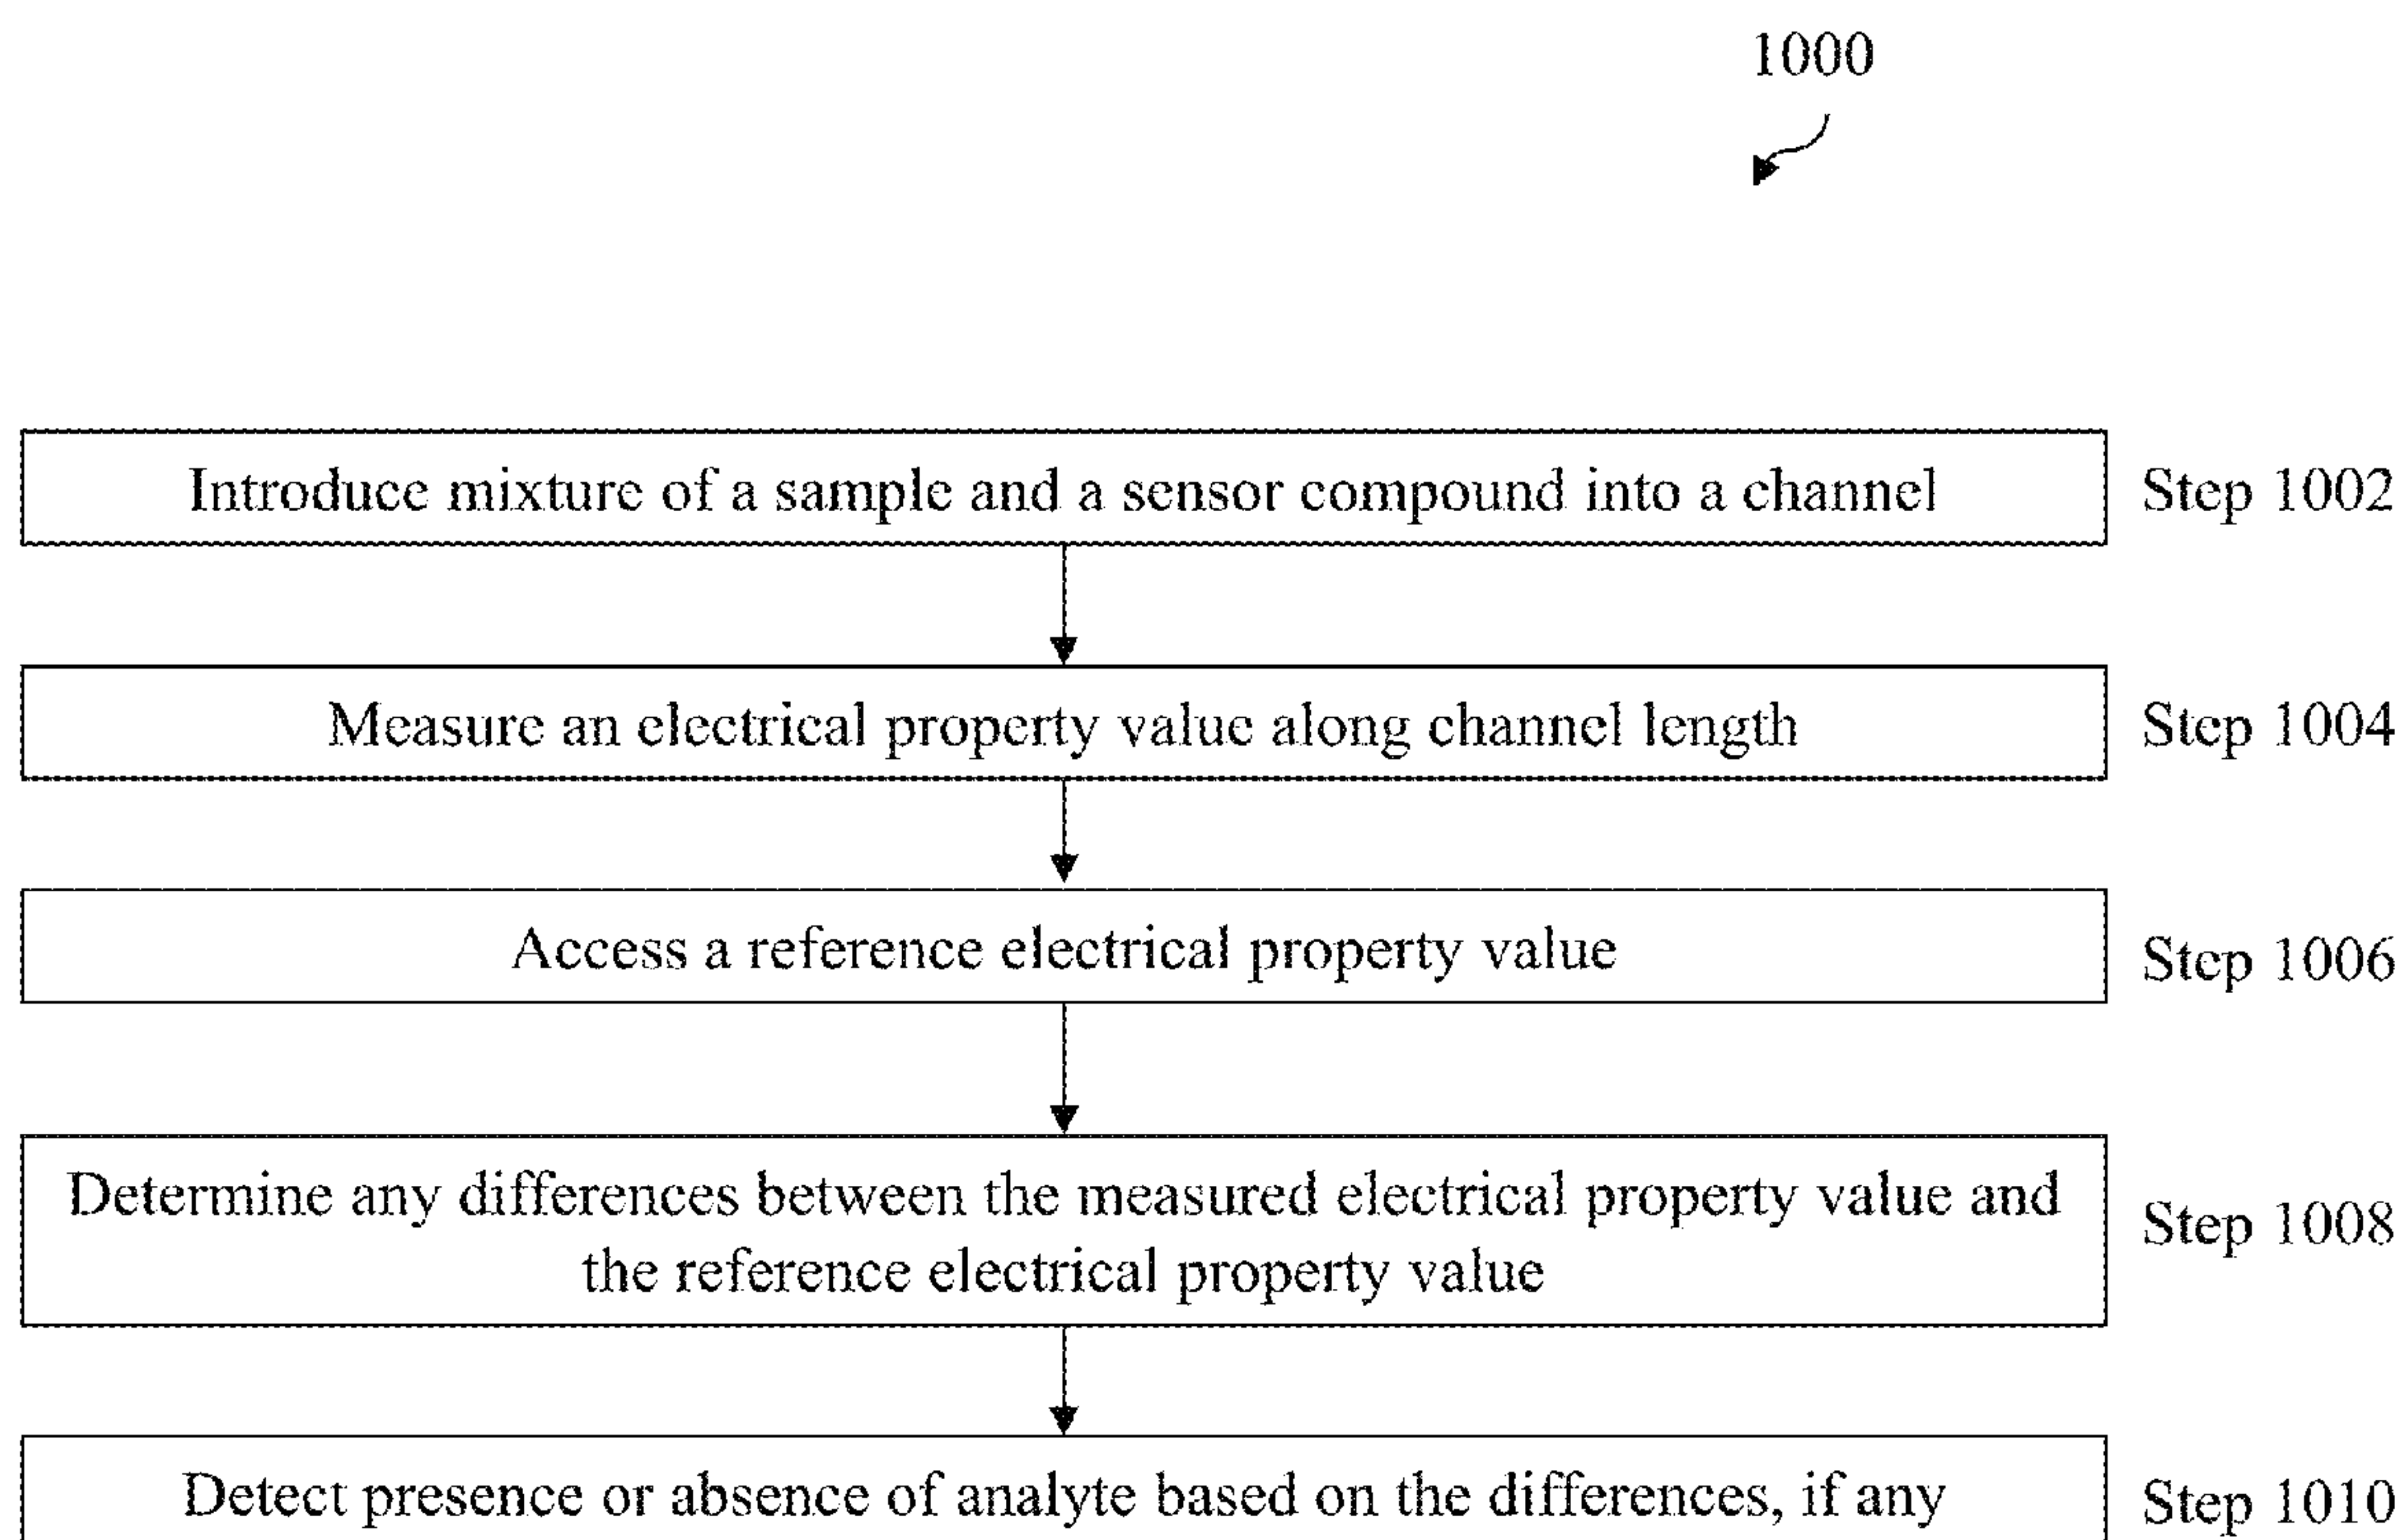 1000
Introduce mixture of a sample and a sensor compound into a channel
Step 1002
Measure an electrical property value along channel length
Step 1004
Access a reference electrical property value
Step 1006
Determine any differences between the measured electrical property value and
the reference electrical property value
Step 1008
Detect presence or absence of analyte based on the differences, if any
Step 1010